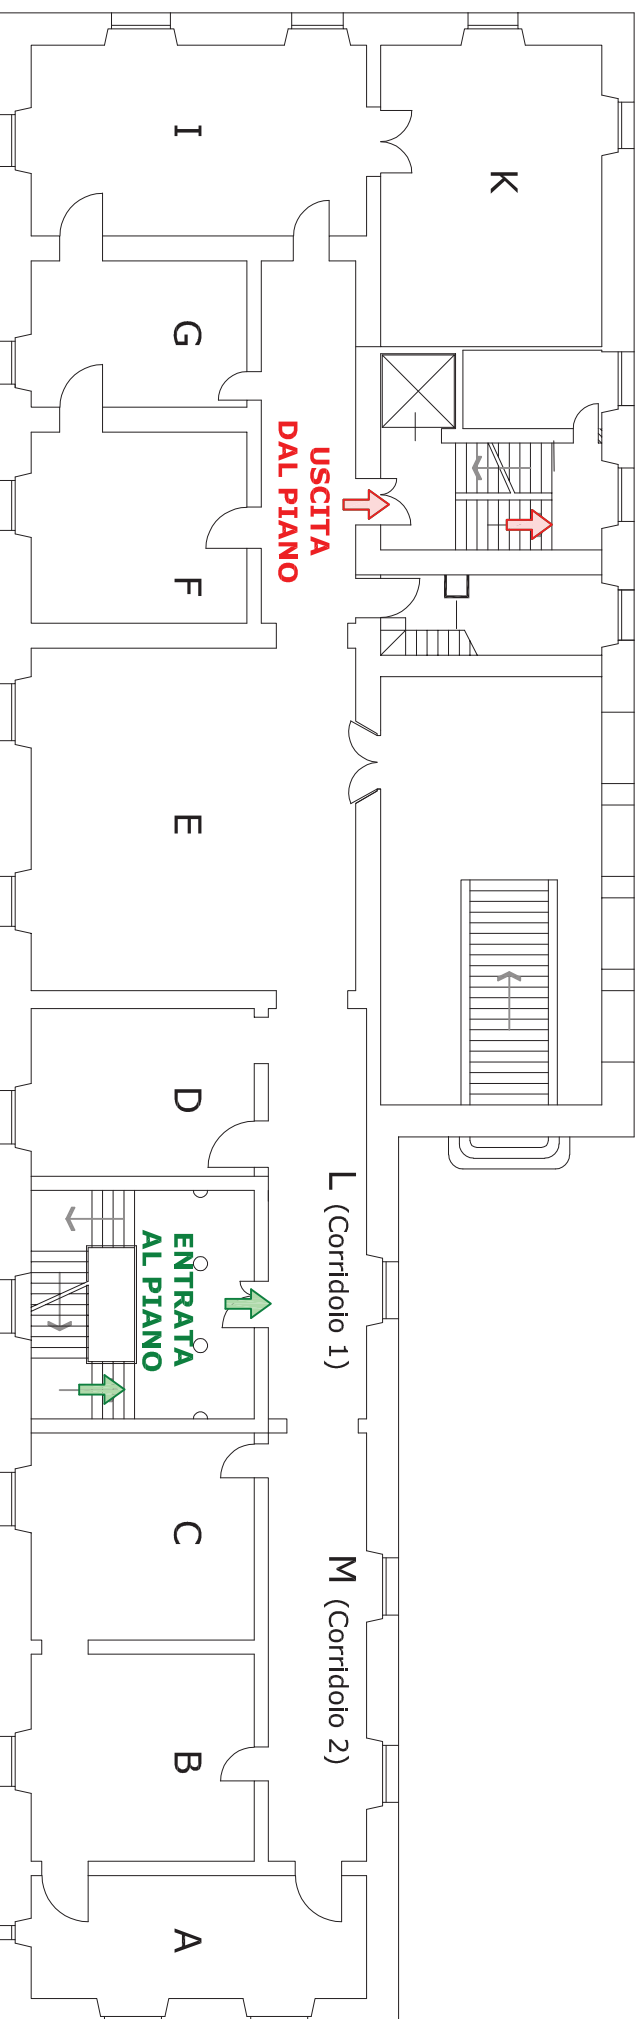 I
K
G
USCITA
DAL PIANO
F
E
D
L (Corridoio 1)
ENTRATA
AL PIANO
C
M (Corridoio 2)
B
A